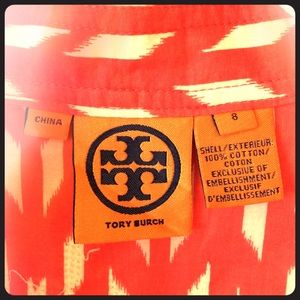 CHINA
TORY BURCH
8
SHELL/EXTERIEUR:
100% COTTON/
COTON
EXCLUSIVE OF
EMBELLISHMENT/
EXCLUSIF
D'EMBELLISSEMENT